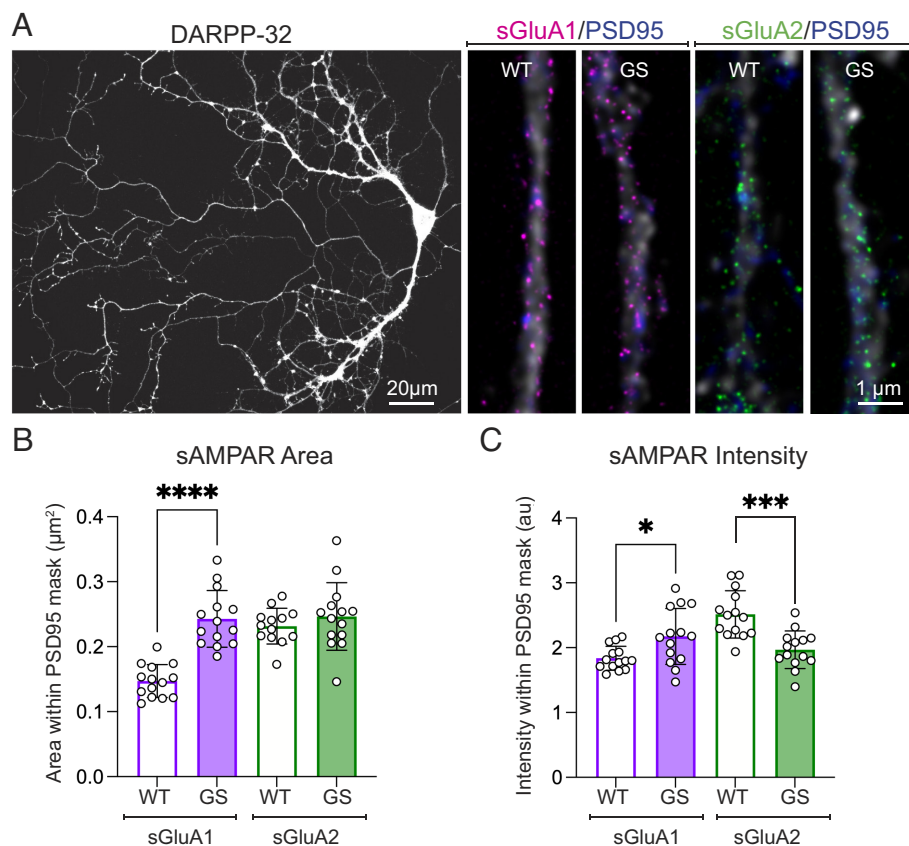 A
DARPP-32
sGluA1/PSD95
sGluA2/PSD95
WT
GS
WT
GS
20µm
1 µm
B
sAMPAR Area
C
sAMPAR Intensity
****
*
***
Area within PSD95 mask (µm²)
0.4
0.3
0.2
0.1
0.0
WT
GS
WT
GS
sGluA1
sGluA2
Intensity within PSD95 mask (au)
4
3
2
1
0
WT
GS
WT
GS
sGluA1
sGluA2